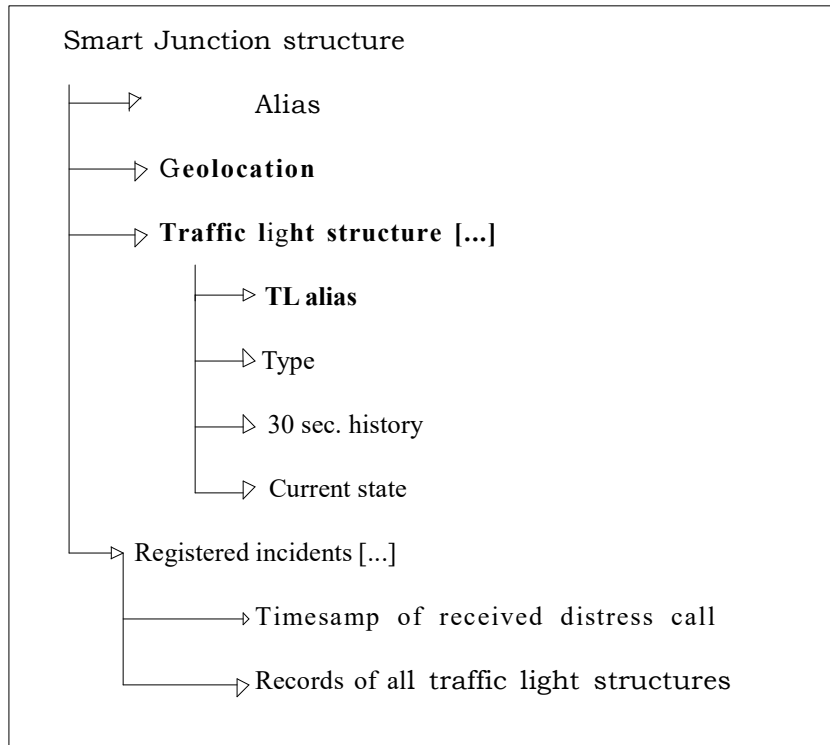 Smart Junction structure
Alias
Geolocation
Traffic light structure [...]
TL alias
Type
30 sec. history
Current state
Registered incidents [...]
Timesamp of received distress call
Records of all traffic light structures